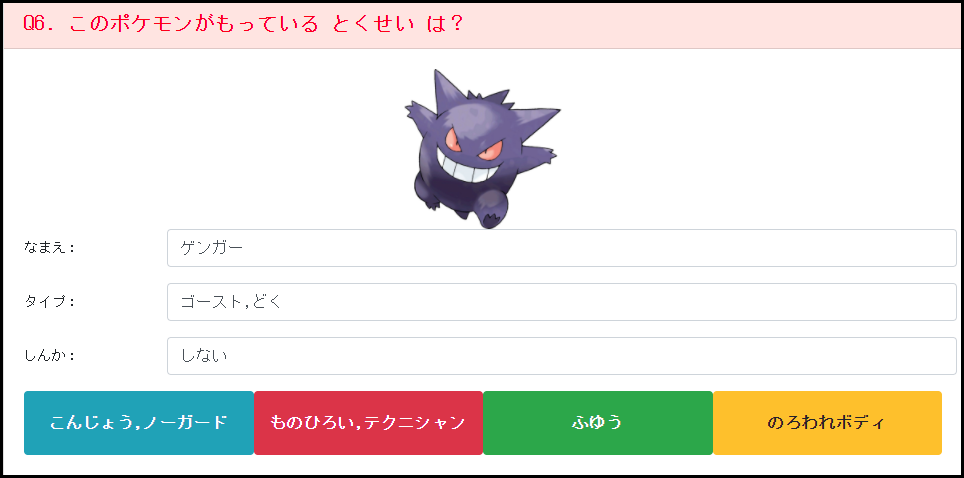 Q6. このポケモンがもっている とくせい は？
なまえ： ゲンガー
タイプ： ゴースト,どく
しんか： しない
こんじょう,ノーガード ものひろい,テクニシャン ふゆう のろわれボディ